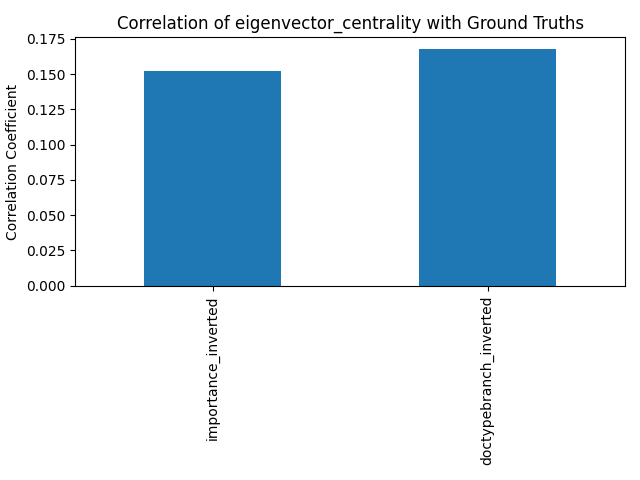 Correlation of eigenvector_centrality with Ground Truths
Correlation Coefficient
0.175
0.150
0.125
0.100
0.075
0.050
0.025
0.000
importance_inverted
doctypebranch_inverted